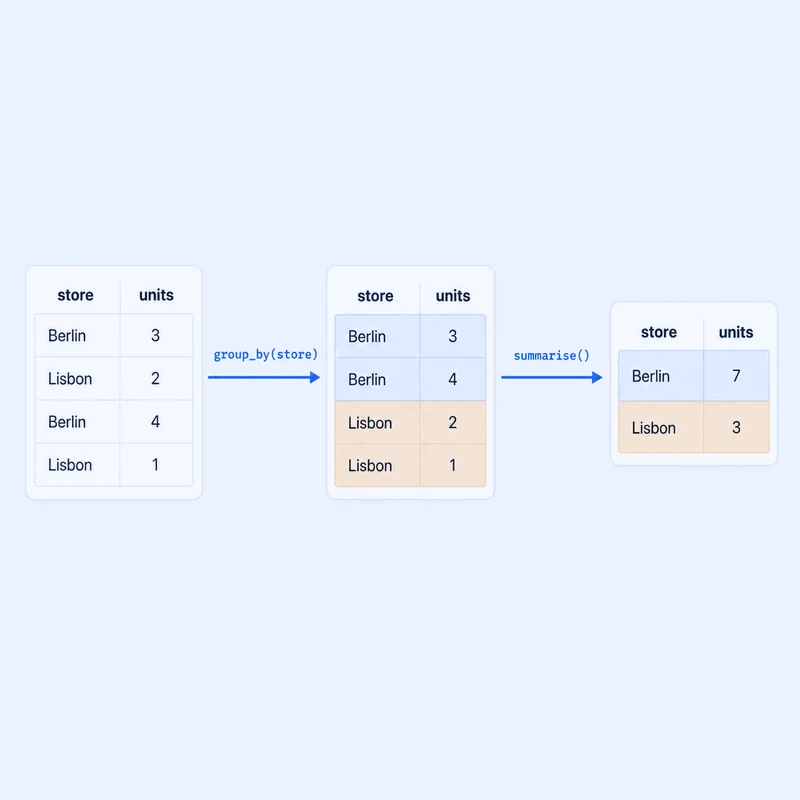 store units
Berlin 3
Lisbon 2
Berlin 4
Lisbon 1
group_by(store)
store units
Berlin 3
Berlin 4
Lisbon 2
Lisbon 1
summarise()
store units
Berlin 7
Lisbon 3